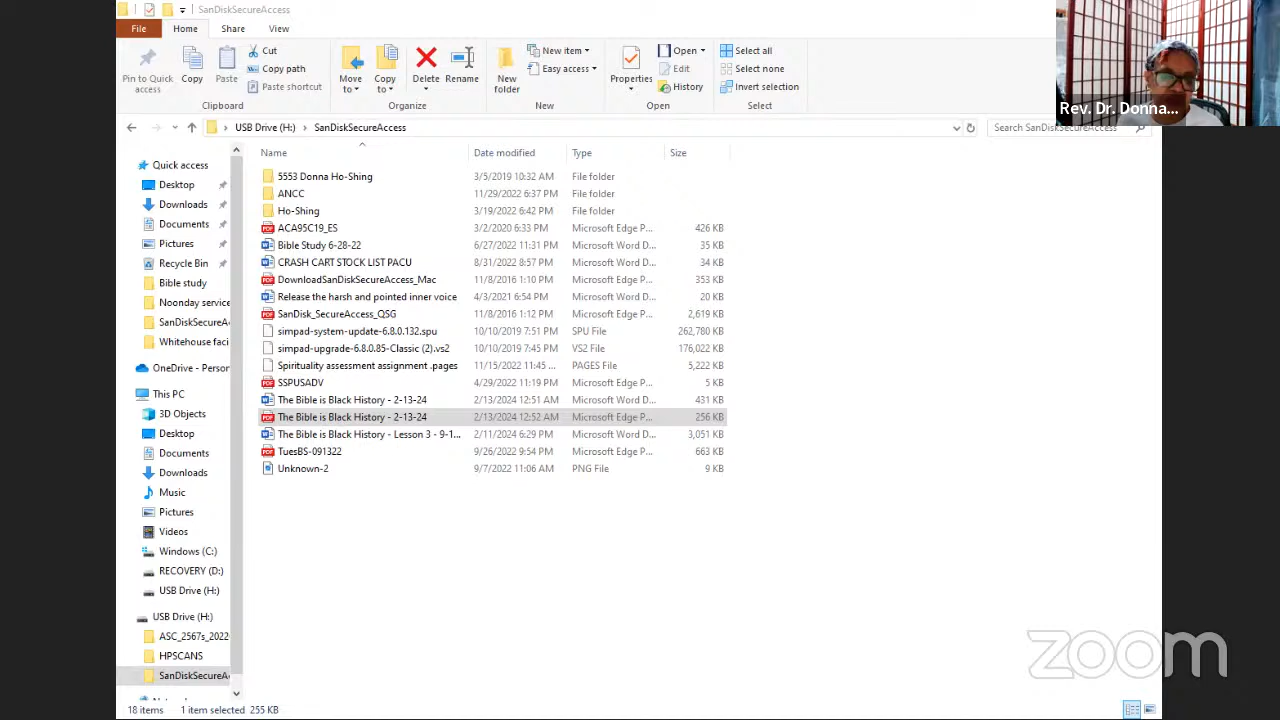 SanDiskSecureAccess
File Home Share View
Pin to Quick access
Copy
Paste
Cut
Copy path
Paste shortcut
Clipboard
Move to
Copy to
Delete
Rename
Organize
New folder
New item
Easy access
New
Properties
Open
Edit
History
Open
Select all
Select none
Invert selection
Select
Rev. Dr. Donna...
USB Drive (H:) SanDiskSecureAccess
Search SanDiskSecureAccess
Quick access
Desktop
Downloads
Documents
Pictures
Recycle Bin
Bible study
Noonday service
SanDiskSecureA
Whitehouse faci
OneDrive - Person
This PC
3D Objects
Desktop
Documents
Downloads
Music
Pictures
Videos
Windows (C:)
RECOVERY (D:)
USB Drive (H:)
USB Drive (H:)
ASC_2567s_2022
HPSCANS
SanDiskSecureA
Name Date modified Type Size
5553 Donna Ho-Shing 3/5/2019 10:32 AM File folder
ANCC 11/29/2022 6:37 PM File folder
Ho-Shing 3/19/2022 6:42 PM File folder
ACA95C19_ES 3/2/2020 6:33 PM Microsoft Edge P... 426 KB
Bible Study 6-28-22 6/27/2022 11:31 PM Microsoft Word D... 35 KB
CRASH CART STOCK LIST PACU 8/31/2022 8:57 PM Microsoft Word D... 34 KB
DownloadSanDiskSecureAccess_Mac 11/8/2016 1:10 PM Microsoft Edge P... 353 KB
Release the harsh and pointed inner voice 4/3/2021 6:54 PM Microsoft Word D... 20 KB
SanDisk_SecureAccess_QSG 11/8/2016 1:12 PM Microsoft Edge P... 2,619 KB
simpad-system-update-6.8.0.132.spu 10/10/2019 7:51 PM SPU File 262,780 KB
simpad-upgrade-6.8.0.85-Classic (2).vs2 10/10/2019 7:45 PM VS2 File 176,022 KB
Spirituality assessment assignment .pages 11/15/2022 11:45 ... PAGES File 5,222 KB
SSPUSADV 4/29/2022 11:19 PM Microsoft Edge P... 5 KB
The Bible is Black History - 2-13-24 2/13/2024 12:51 AM Microsoft Word D... 431 KB
The Bible is Black History - 2-13-24 2/13/2024 12:52 AM Microsoft Edge P... 256 KB
The Bible is Black History - Lesson 3 - 9-1... 2/11/2024 6:29 PM Microsoft Word D... 3,051 KB
TuesBS-091322 9/26/2022 9:54 PM Microsoft Edge P... 663 KB
Unknown-2 9/7/2022 11:06 AM PNG File 9 KB
18 items 1 item selected 255 KB
zoom